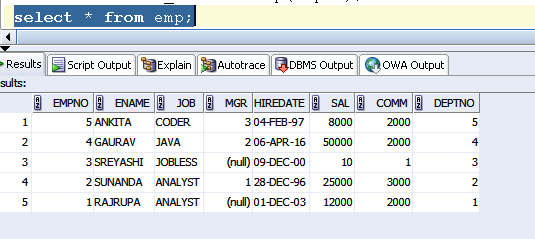 select * from emp;
Results Script Output Explain Autotrace DBMS Output OWA Output
sults:
EMPNO ENAME JOB MGR HIREDATE SAL COMM DEPTNO
1 5 ANKITA CODER 3 04-FEB-97 8000 2000 5
2 4 GAURAV JAVA 2 06-APR-16 50000 2000 4
3 3 SREYASHI JOBLESS (null) 09-DEC-00 10 1 3
4 2 SUNANDA ANALYST 1 28-DEC-96 25000 3000 2
5 1 RAJRUPA ANALYST (null) 01-DEC-03 12000 2000 1